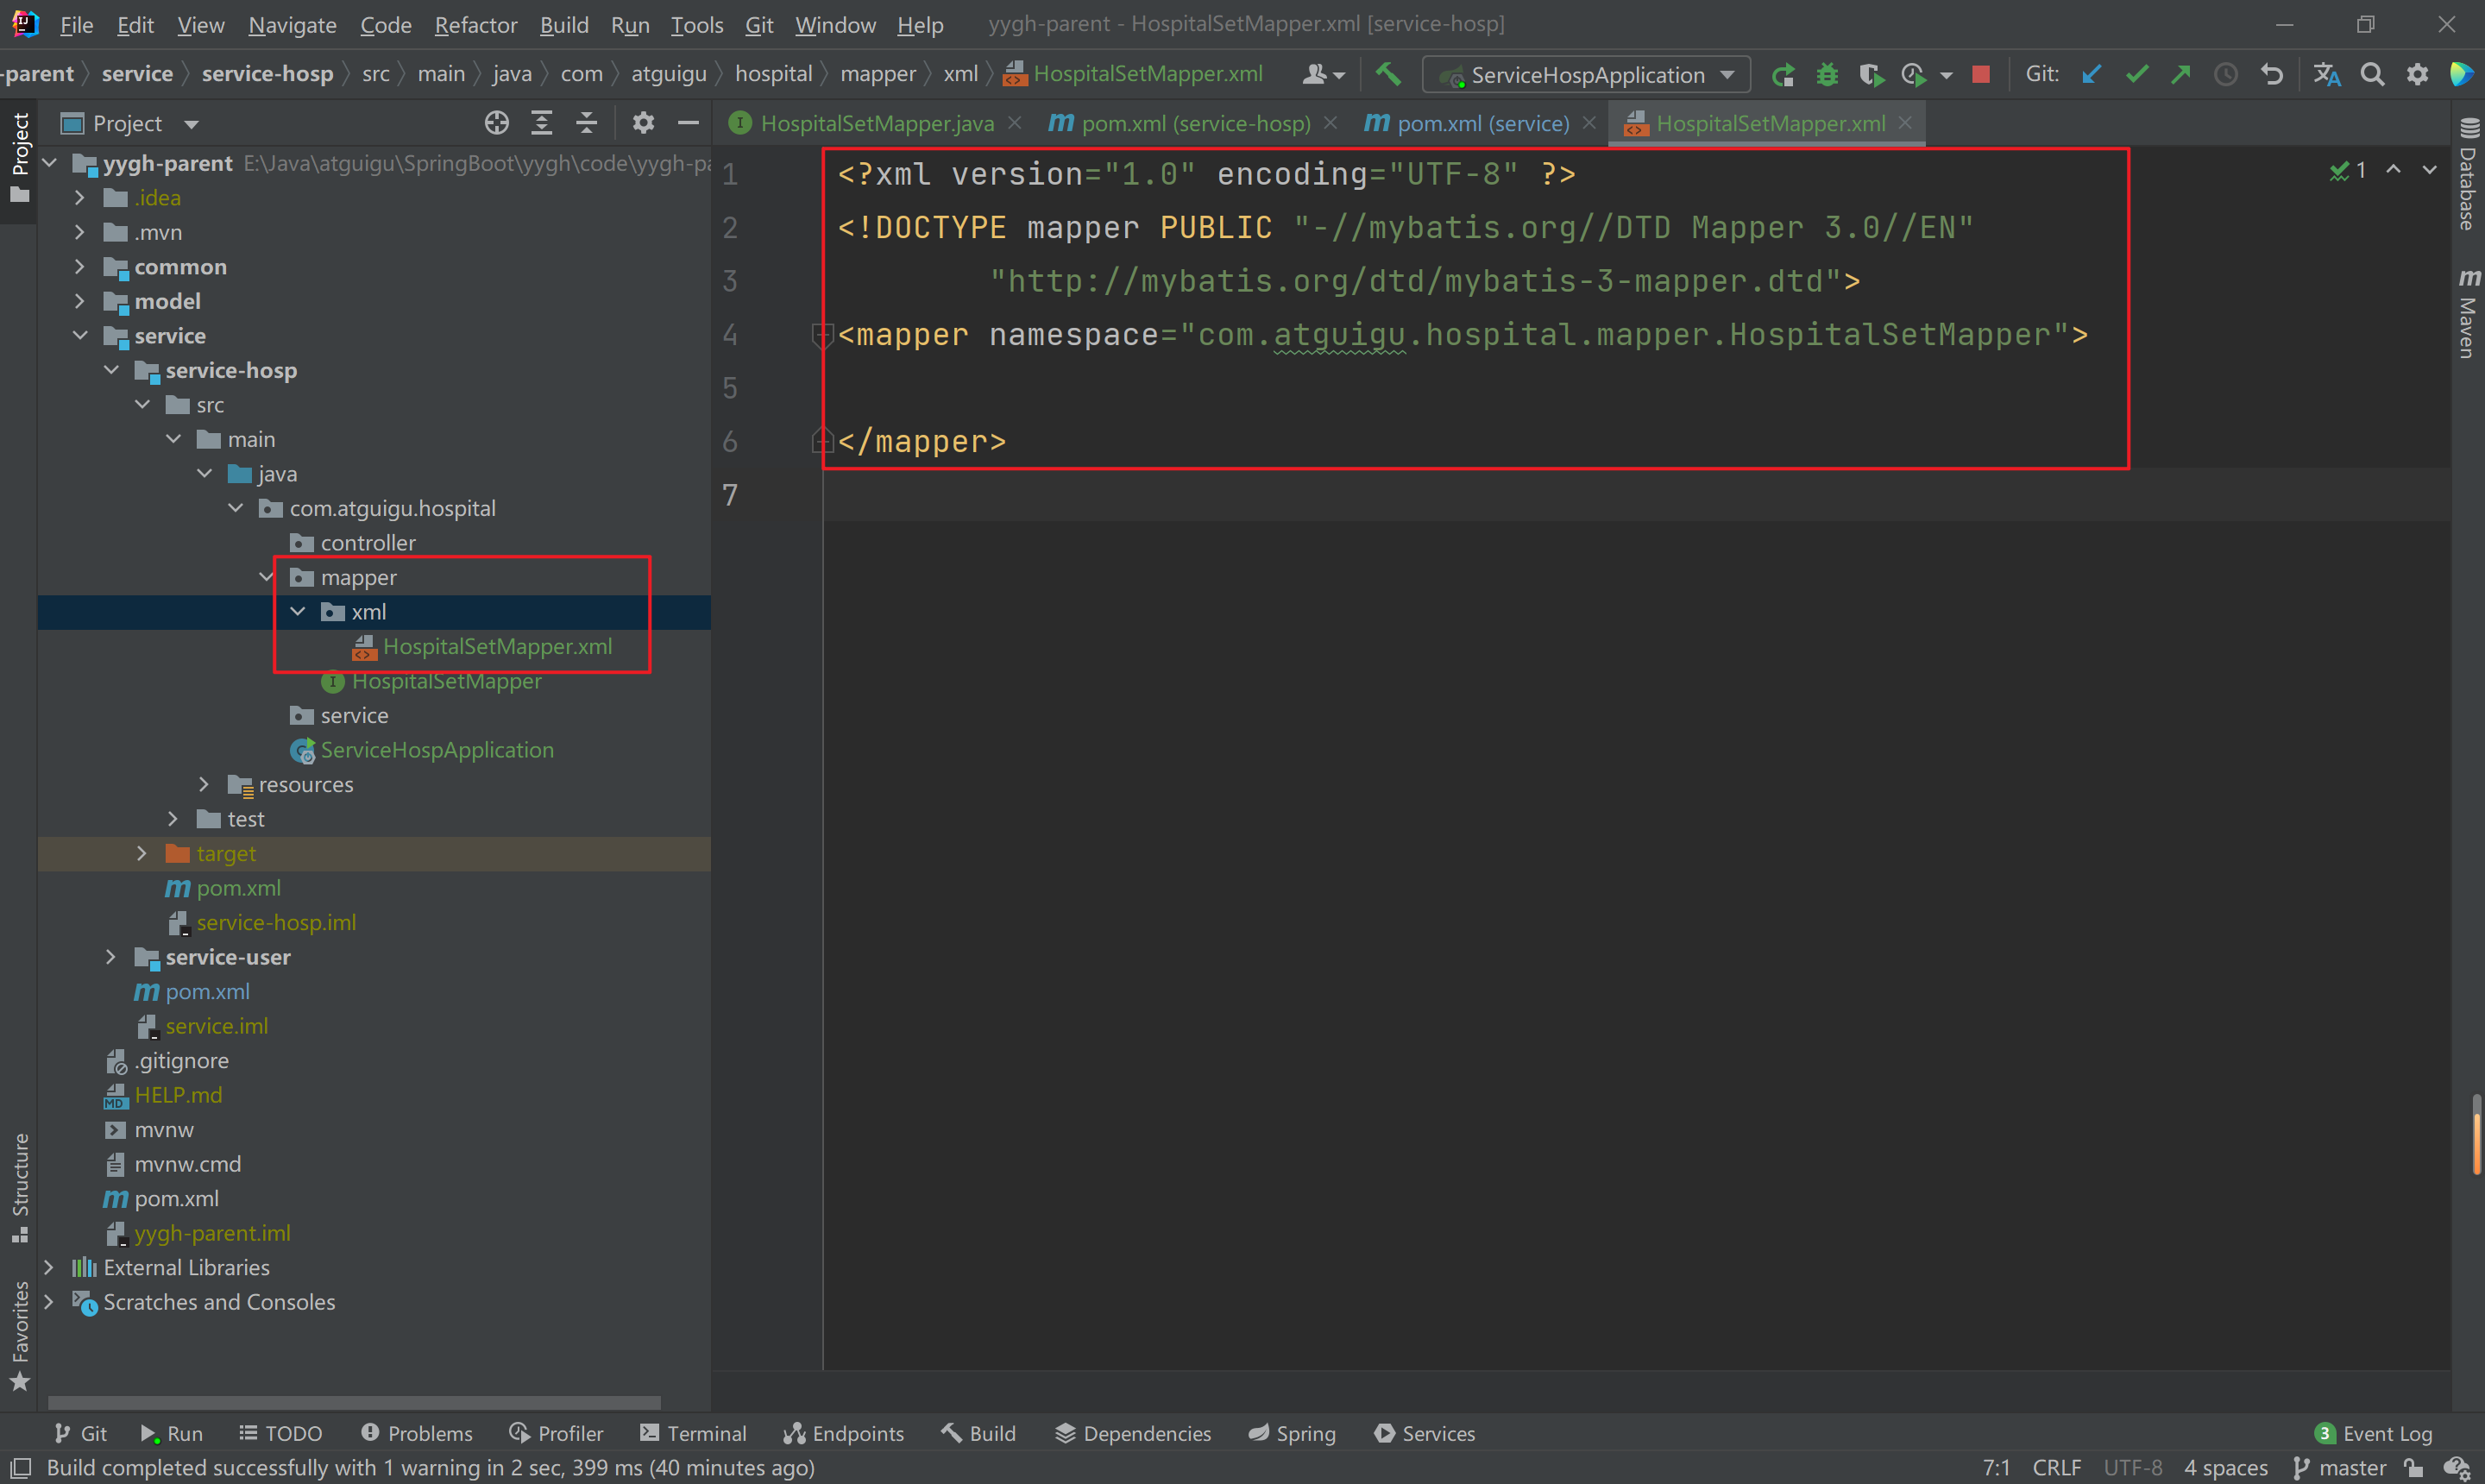 File Edit View Navigate Code Refactor Build Run Tools Git Window Help yygh-parent - HospitalSetMapper.xml [service-hosp]
-parent service service-hosp src main java com atguigu hospital mapper xml HospitalSetMapper.xml ServiceHospApplication Git:
Project
Project
HospitalSetMapper.java pom.xml (service-hosp) pom.xml (service) HospitalSetMapper.xml
yygh-parent E:\Java\atguigu\SpringBoot\yygh\code\yygh-pa
.idea
.mvn
common
model
service
service-hosp
src
main
java
com.atguigu.hospital
controller
mapper
xml
HospitalSetMapper.xml
HospitalSetMapper
service
ServiceHospApplication
resources
test
target
pom.xml
service-hosp.iml
service-user
pom.xml
service.iml
.gitignore
HELP.md
mvnw
mvnw.cmd
pom.xml
yygh-parent.iml
External Libraries
Scratches and Consoles
1 <?xml version="1.0" encoding="UTF-8" ?>
2 <!DOCTYPE mapper PUBLIC "-//mybatis.org//DTD Mapper 3.0//EN"
3 "http://mybatis.org/dtd/mybatis-3-mapper.dtd">
4 <mapper namespace="com.atguigu.hospital.mapper.HospitalSetMapper">
5
6 </mapper>
7
1
Database
Maven
Structure
Favorites
Git Run TODO Problems Profiler Terminal Endpoints Build Dependencies Spring Services 3 Event Log
Build completed successfully with 1 warning in 2 sec, 399 ms (40 minutes ago) 7:1 CRLF UTF-8 4 spaces master